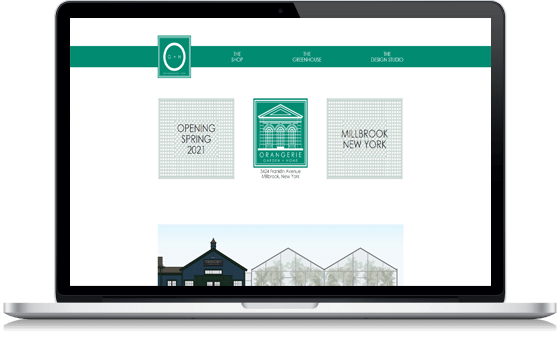 G + H
THE
SHOP
THE
GREENHOUSE
THE
DESIGN STUDIO
OPENING
SPRING
2021
ORANGERIE
GARDEN + HOME
3424 Franklin Avenue
Millbrook, New York
MILLBROOK
NEW YORK